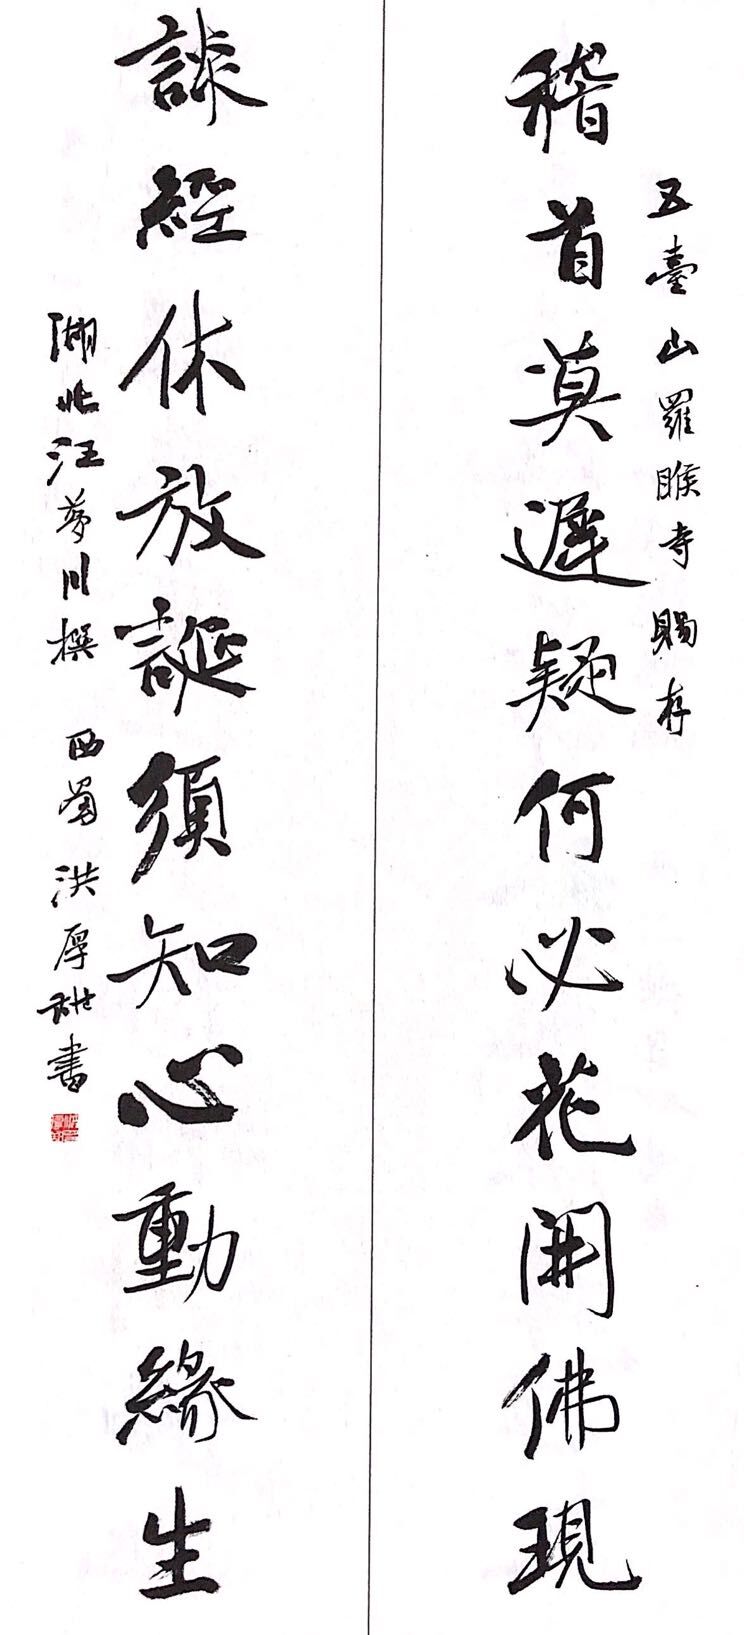 五臺山羅睺寺 賜存
稽首莫遲疑何必花開佛現
談經休放誕須知心動緣生
湖北汪夢川撰 西蜀洪厚甜書